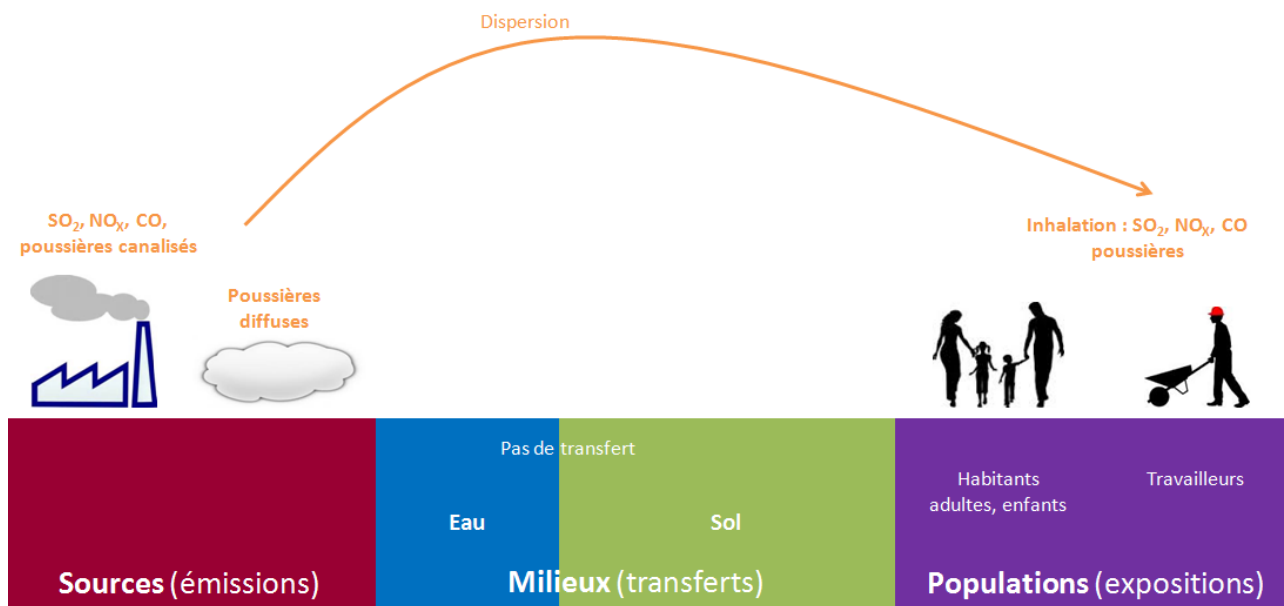 Dispersion
SO₂, NOₓ, CO,
poussières canalisés
Poussières
diffuses
Inhalation : SO₂, NOₓ, CO
poussières
Pas de transfert
Eau
Sol
Habitants
adultes, enfants
Travailleurs
Sources (émissions)
Milieux (transferts)
Populations (expositions)